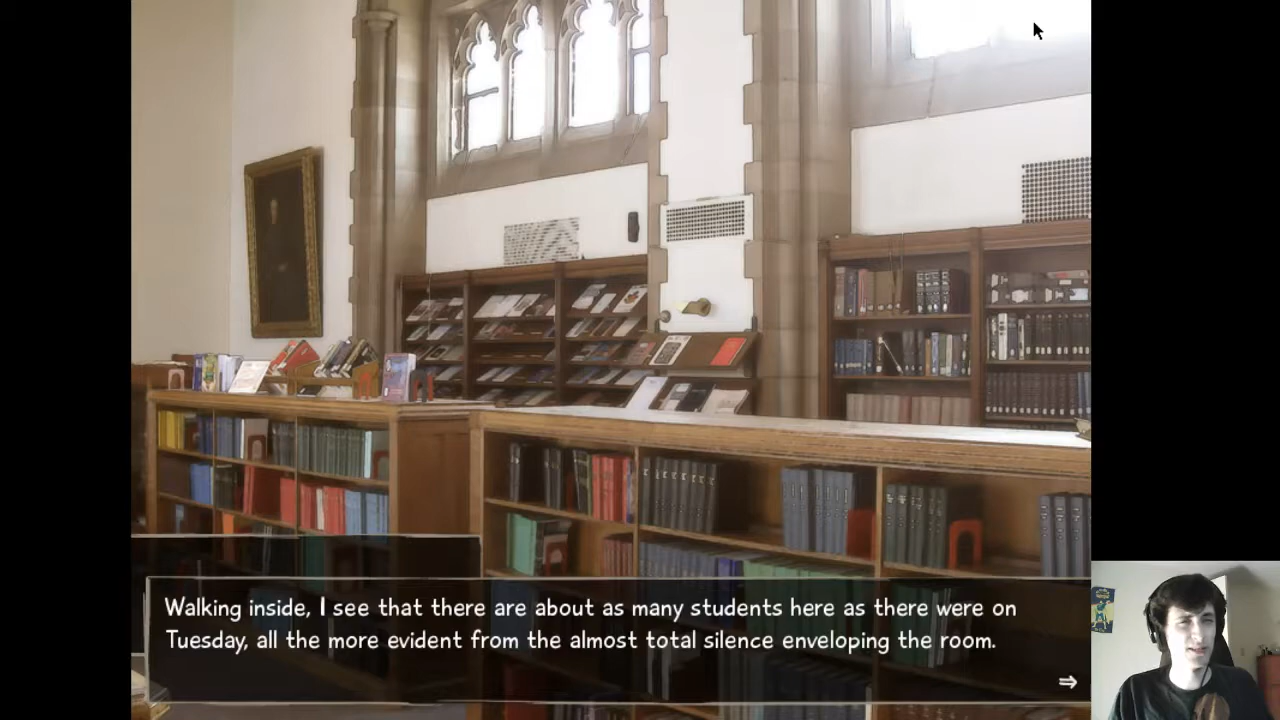 Walking inside, I see that there are about as many students here as there were on
Tuesday, all the more evident from the almost total silence enveloping the room.